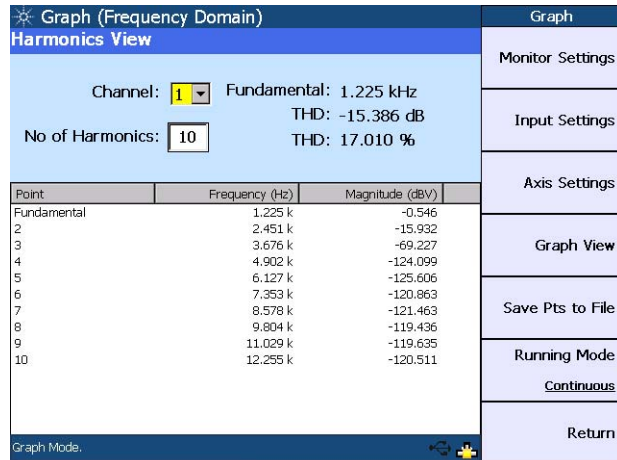 Graph (Frequency Domain)
Harmonics View
Channel: 1 Fundamental: 1.225 kHz
THD: -15.386 dB
No of Harmonics: 10 THD: 17.010 %
Point Frequency (Hz) Magnitude (dBV)
Fundamental 1.225 k -0.546
2 2.451 k -15.932
3 3.676 k -69.227
4 4.902 k -124.099
5 6.127 k -125.606
6 7.353 k -120.863
7 8.578 k -121.463
8 9.804 k -119.436
9 11.029 k -119.635
10 12.255 k -120.511
Graph Mode.
Graph
Monitor Settings
Input Settings
Axis Settings
Graph View
Save Pts to File
Running Mode
Continuous
Return